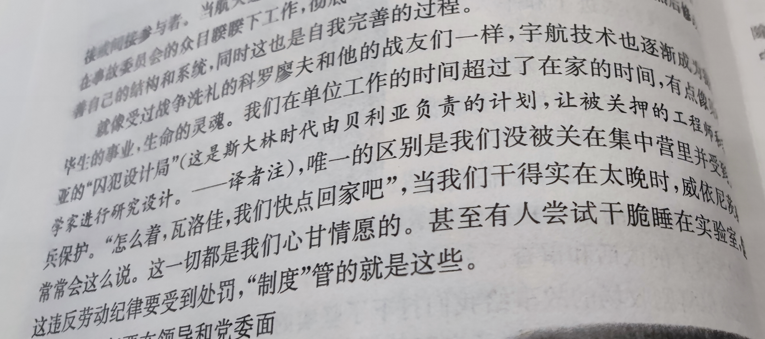 接或间接参与者。当航天
在事故委员会的众目睽睽下工作,彻底
善自己的结构和系统,同时这也是自我完善的过程。
就像受过战争洗礼的科罗廖夫和他的战友们一样,宇航技术也逐渐成为
毕生的事业,生命的灵魂。我们在单位工作的时间超过了在家的时间,有点像
亚的“囚犯设计局”(这是斯大林时代由贝利亚负责的计划,让被关押的工程师和
学家进行研究设计。——译者注),唯一的区别是我们没被关在集中营里并受
兵保护。“怎么着,瓦洛佳,我们快点回家吧”,当我们干得实在太晚时,威依尼
常常会这么说。这一切都是我们心甘情愿的。甚至有人尝试干脆睡在实验室,
这违反劳动纪律要受到处罚,“制度”管的就是这些。
在领导和党委面